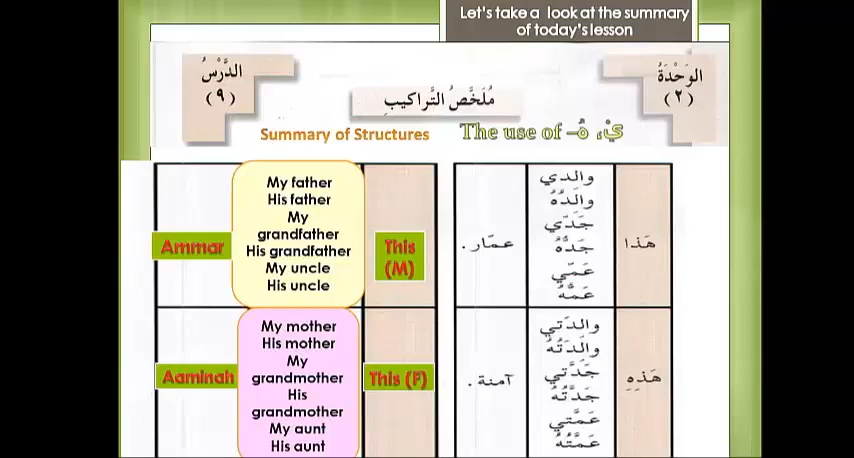 Let's take a look at the summary
of today's lesson
الوَحْدَةُ
(٢)
الدَّرْسُ
(٩)
مُلَخَّصُ التَّراكيبِ
Summary of Structures
The use of ـهُ ،ـيْ
Ammar
My father
His father
My
grandfather
His grandfather
My uncle
His uncle
This
(M)
هَذا
والدي
والدُهُ
جَدّي
جَدُّهُ
عَمّي
عَمُّهُ
عمّار.
Aaminah
My mother
His mother
My
grandmother
His
grandmother
My aunt
His aunt
This (F)
هَذِهِ
والدَتي
والدَتُهُ
جَدَّتي
جَدَّتُهُ
عَمَّتي
عَمَّتُهُ
آمنة.